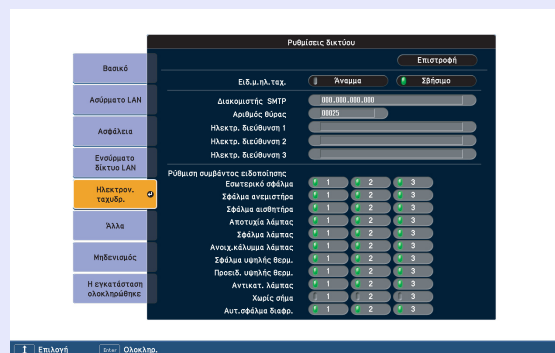 Ρυθμίσεις δικτύου
Επιστροφή
Βασικό
Ασύρματο LAN
Ασφάλεια
Ενσύρματο
δίκτυο LAN
Ηλεκτρον.
ταχυδρ.
Άλλα
Μηδενισμός
Η εγκατάσταση
ολοκληρώθηκε
Ειδ.μ.ηλ.ταχ. Άναμμα Σβήσιμο
Διακομιστής SMTP 000.000.000.000
Αριθμός θύρας 00025
Ηλεκτρ. διεύθυνση 1
Ηλεκτρ. διεύθυνση 2
Ηλεκτρ. διεύθυνση 3
Ρύθμιση συμβάντος ειδοποίησης
Εσωτερικό σφάλμα 1 2 3
Σφάλμα ανεμιστήρα 1 2 3
Σφάλμα αισθητήρα 1 2 3
Αποτυχία λάμπας 1 2 3
Σφάλμα λάμπας 1 2 3
Ανοιχ.κάλυμμα λάμπας 1 2 3
Σφάλμα υψηλής θερμ. 1 2 3
Προειδ. υψηλής θερμ. 1 2 3
Αντικατ. λάμπας 1 2 3
Χωρίς σήμα 1 2 3
Αυτ.σφάλμα διαφρ. 1 2 3
Επιλογή Enter Ολοκληρ.